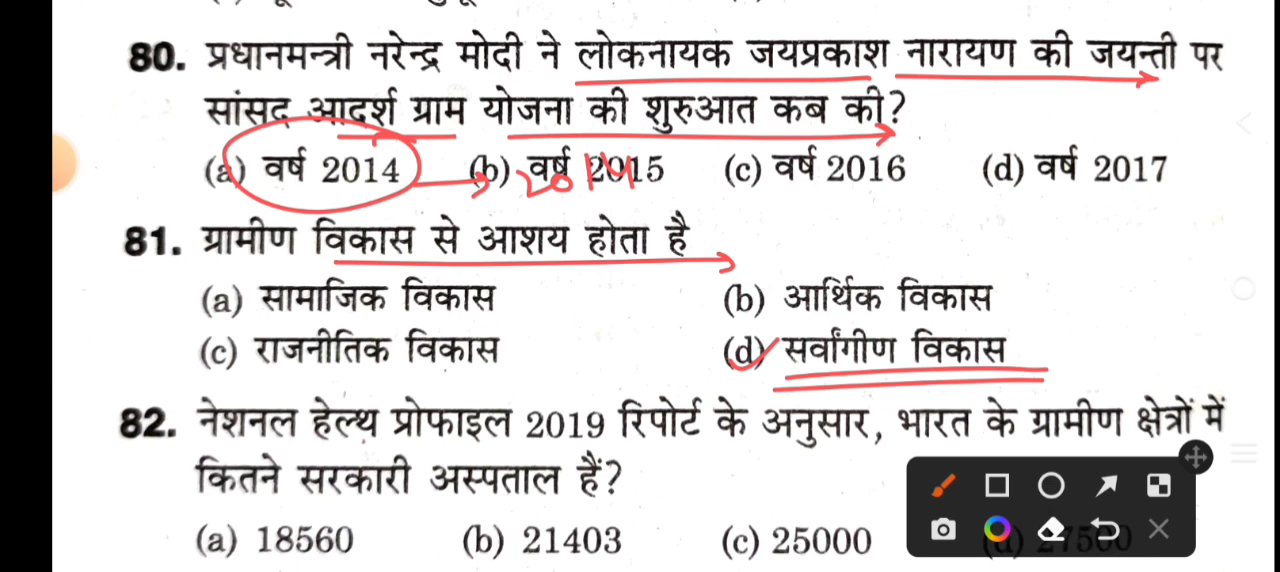 80. प्रधानमन्त्री नरेन्द्र मोदी ने लोकनायक जयप्रकाश नारायण की जयन्ती पर
सांसद आदर्श ग्राम योजना की शुरुआत कब की?
(a) वर्ष 2014 (b) वर्ष 2015 (c) वर्ष 2016 (d) वर्ष 2017
2014
81. ग्रामीण विकास से आशय होता है
(a) सामाजिक विकास (b) आर्थिक विकास
(c) राजनीतिक विकास (d) सर्वांगीण विकास
82. नेशनल हेल्थ प्रोफाइल 2019 रिपोर्ट के अनुसार, भारत के ग्रामीण क्षेत्रों में
कितने सरकारी अस्पताल हैं?
(a) 18560 (b) 21403 (c) 25000 (d) 27500